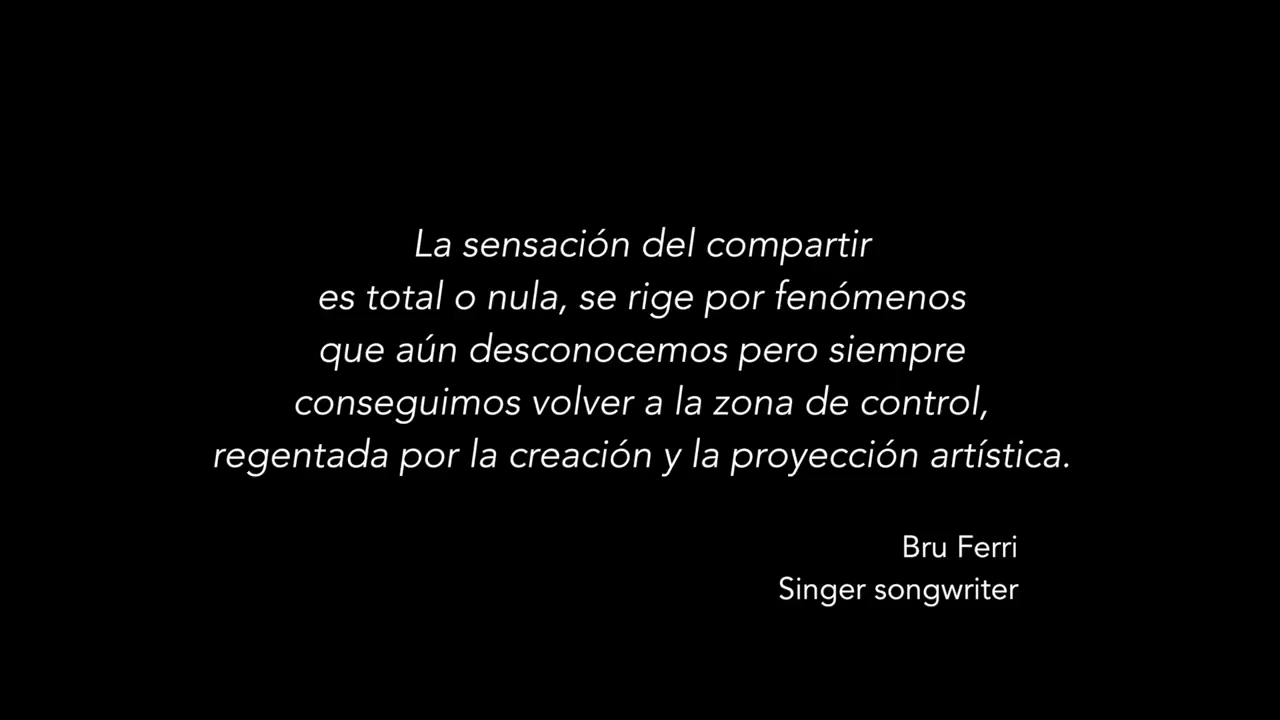 La sensación del compartir
es total o nula, se rige por fenómenos
que aún desconocemos pero siempre
conseguimos volver a la zona de control,
regentada por la creación y la proyección artística.
Bru Ferri
Singer songwriter